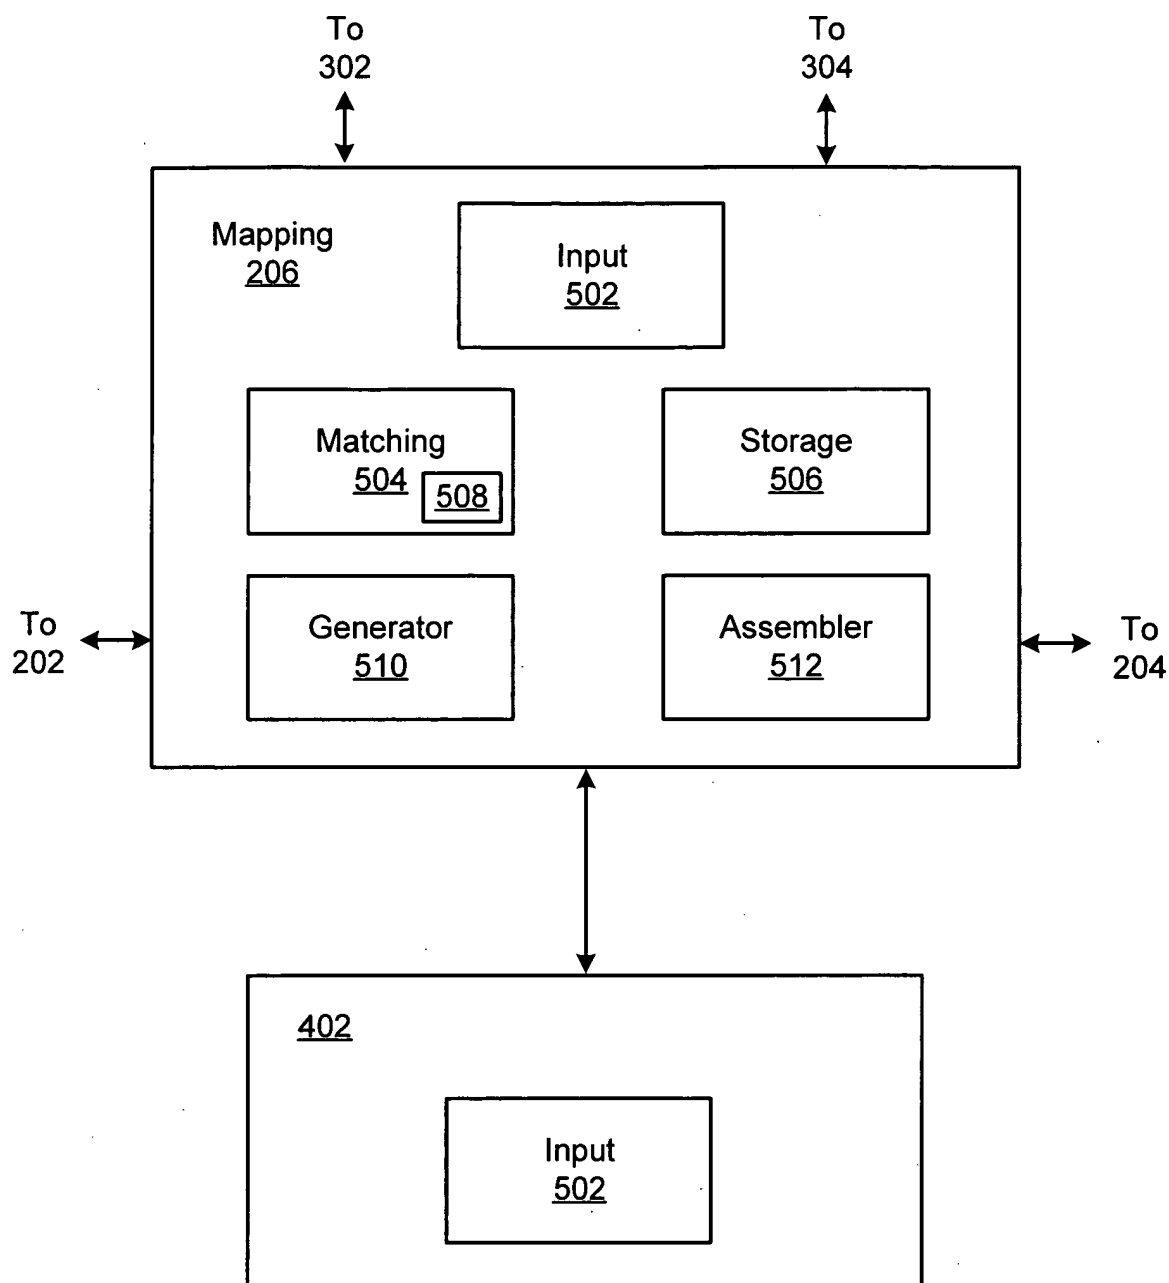 To
302
To
304
Mapping
206
Input
502
Matching
504
508
Storage
506
Generator
510
Assembler
512
To
202
To
204
402
Input
502